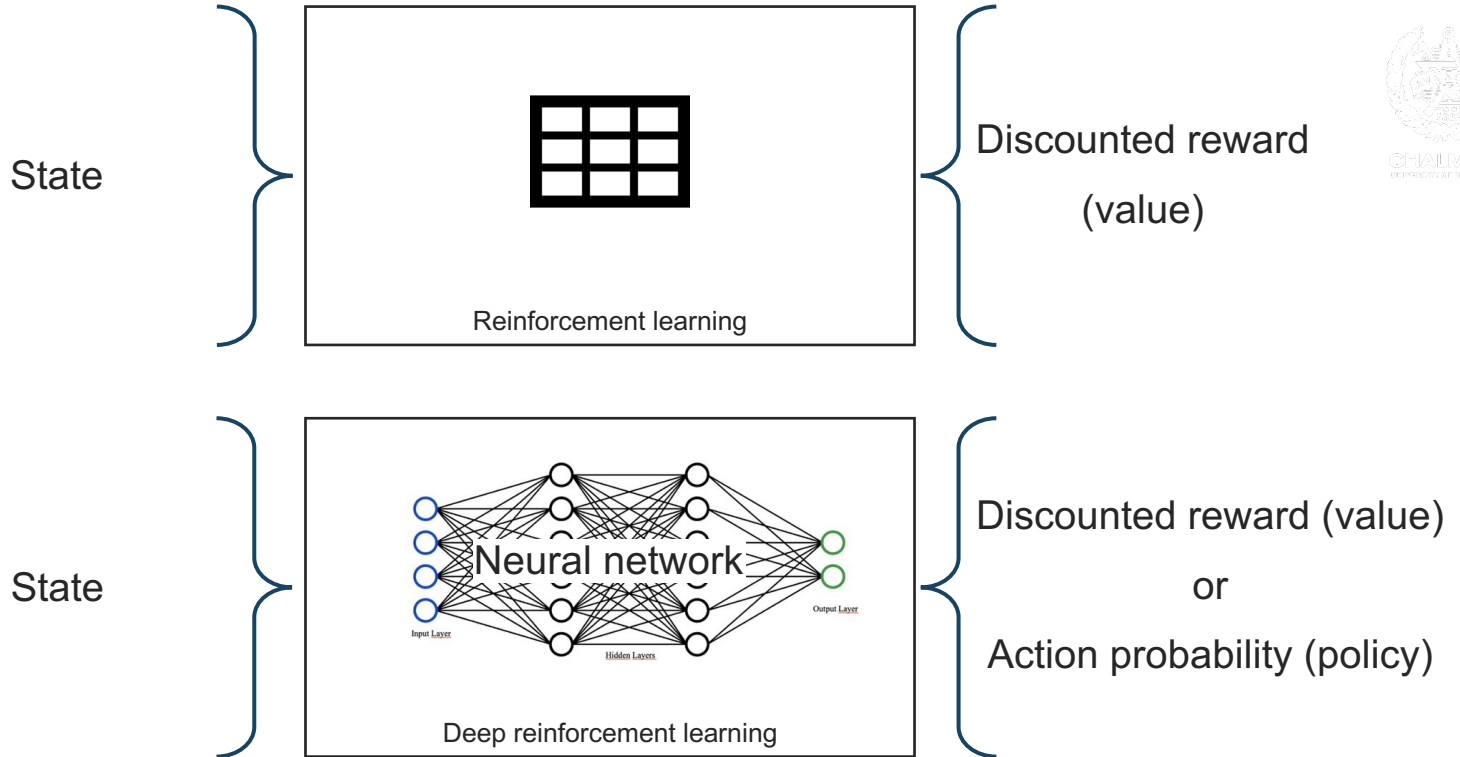 State
Reinforcement learning
Discounted reward
(value)
State
Neural network
Input Layer
Hidden Layers
Output Layer
Deep reinforcement learning
Discounted reward (value)
or
Action probability (policy)